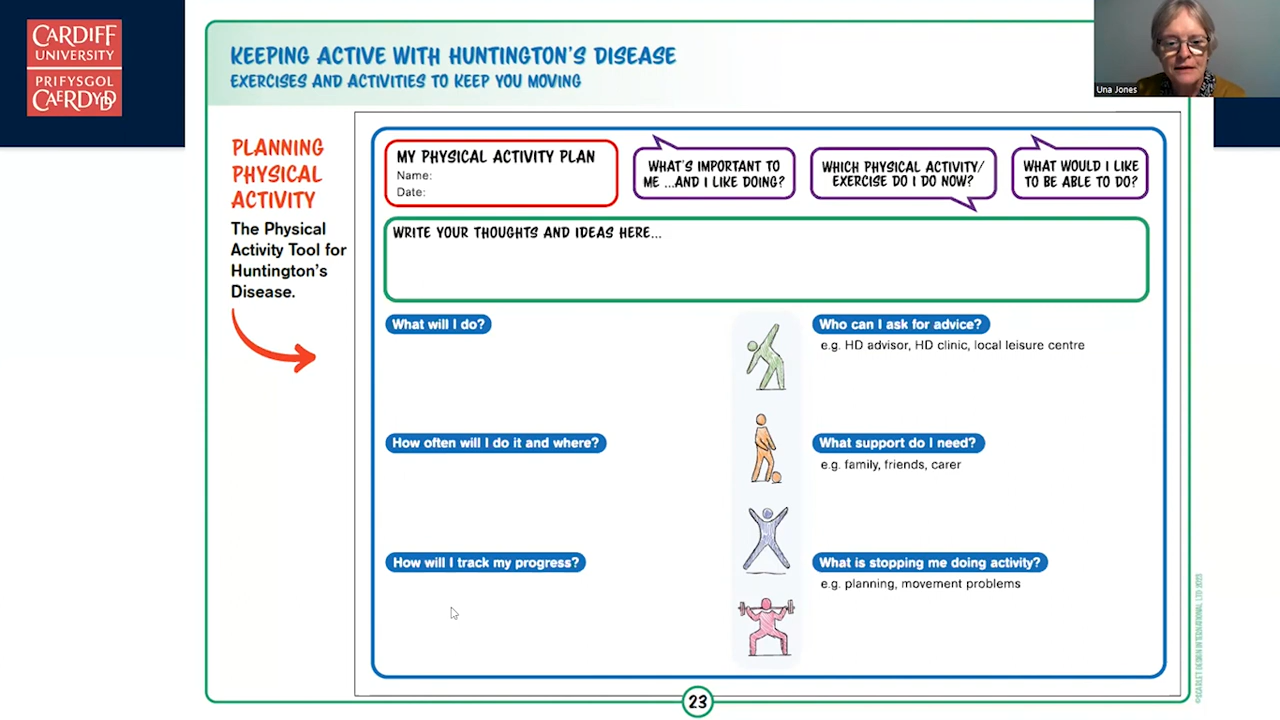 CARDIFF
UNIVERSITY
PRIFYSGOL
CAERDYDD
KEEPING ACTIVE WITH HUNTINGTON'S DISEASE
EXERCISES AND ACTIVITIES TO KEEP YOU MOVING
Una Jones
PLANNING
PHYSICAL
ACTIVITY
The Physical
Activity Tool for
Huntington's
Disease.
MY PHYSICAL ACTIVITY PLAN
Name:
Date:
WHAT'S IMPORTANT TO
ME ...AND I LIKE DOING?
WHICH PHYSICAL ACTIVITY/
EXERCISE DO I DO NOW?
WHAT WOULD I LIKE
TO BE ABLE TO DO?
WRITE YOUR THOUGHTS AND IDEAS HERE...
What will I do?
How often will I do it and where?
How will I track my progress?
Who can I ask for advice?
e.g. HD advisor, HD clinic, local leisure centre
What support do I need?
e.g. family, friends, carer
What is stopping me doing activity?
e.g. planning, movement problems
23
©SCARLET DESIGN INTERNATIONAL LTD 2023